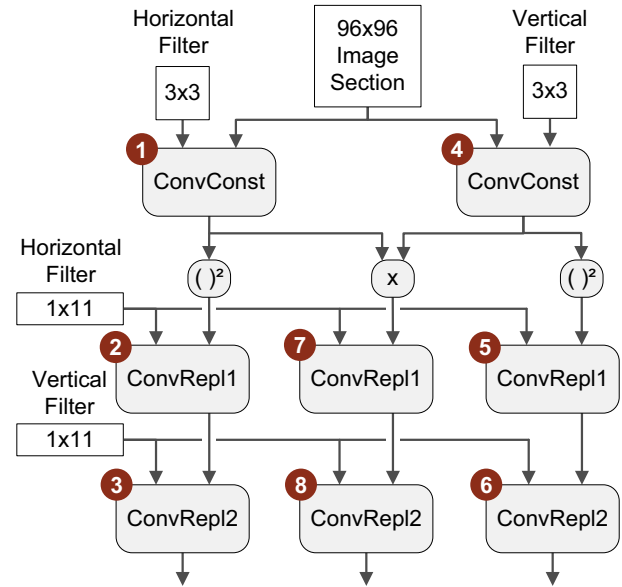 Horizontal
Filter
96x96
Image
Section
Vertical
Filter
3x3
3x3
1
ConvConst
4
ConvConst
Horizontal
Filter
( )²
x
( )²
1x11
2
ConvRepl1
7
ConvRepl1
5
ConvRepl1
Vertical
Filter
1x11
3
ConvRepl2
8
ConvRepl2
6
ConvRepl2